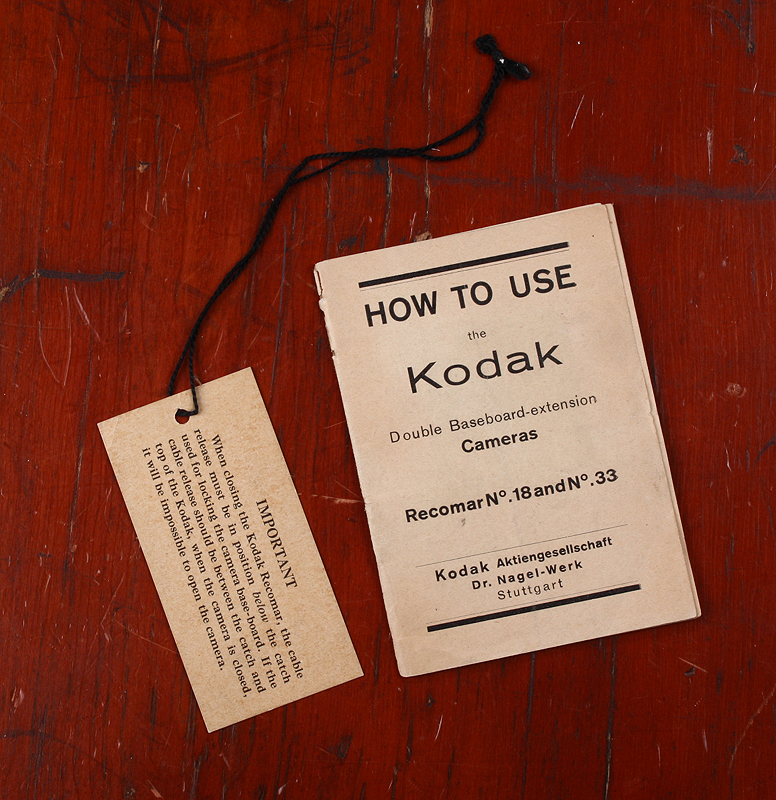 HOW TO USE
the
Kodak
Double Baseboard-extension
Cameras
Recomar Nº. 18 and Nº. 33
Kodak Aktiengesellschaft
Dr. Nagel-Werk
Stuttgart
IMPORTANT
When closing the Kodak Recomar, the cable
release must be in position below the catch
used for locking the camera base-board. If the
cable release should be between the catch and
top of the Kodak, when the camera is closed,
it will be impossible to open the camera.